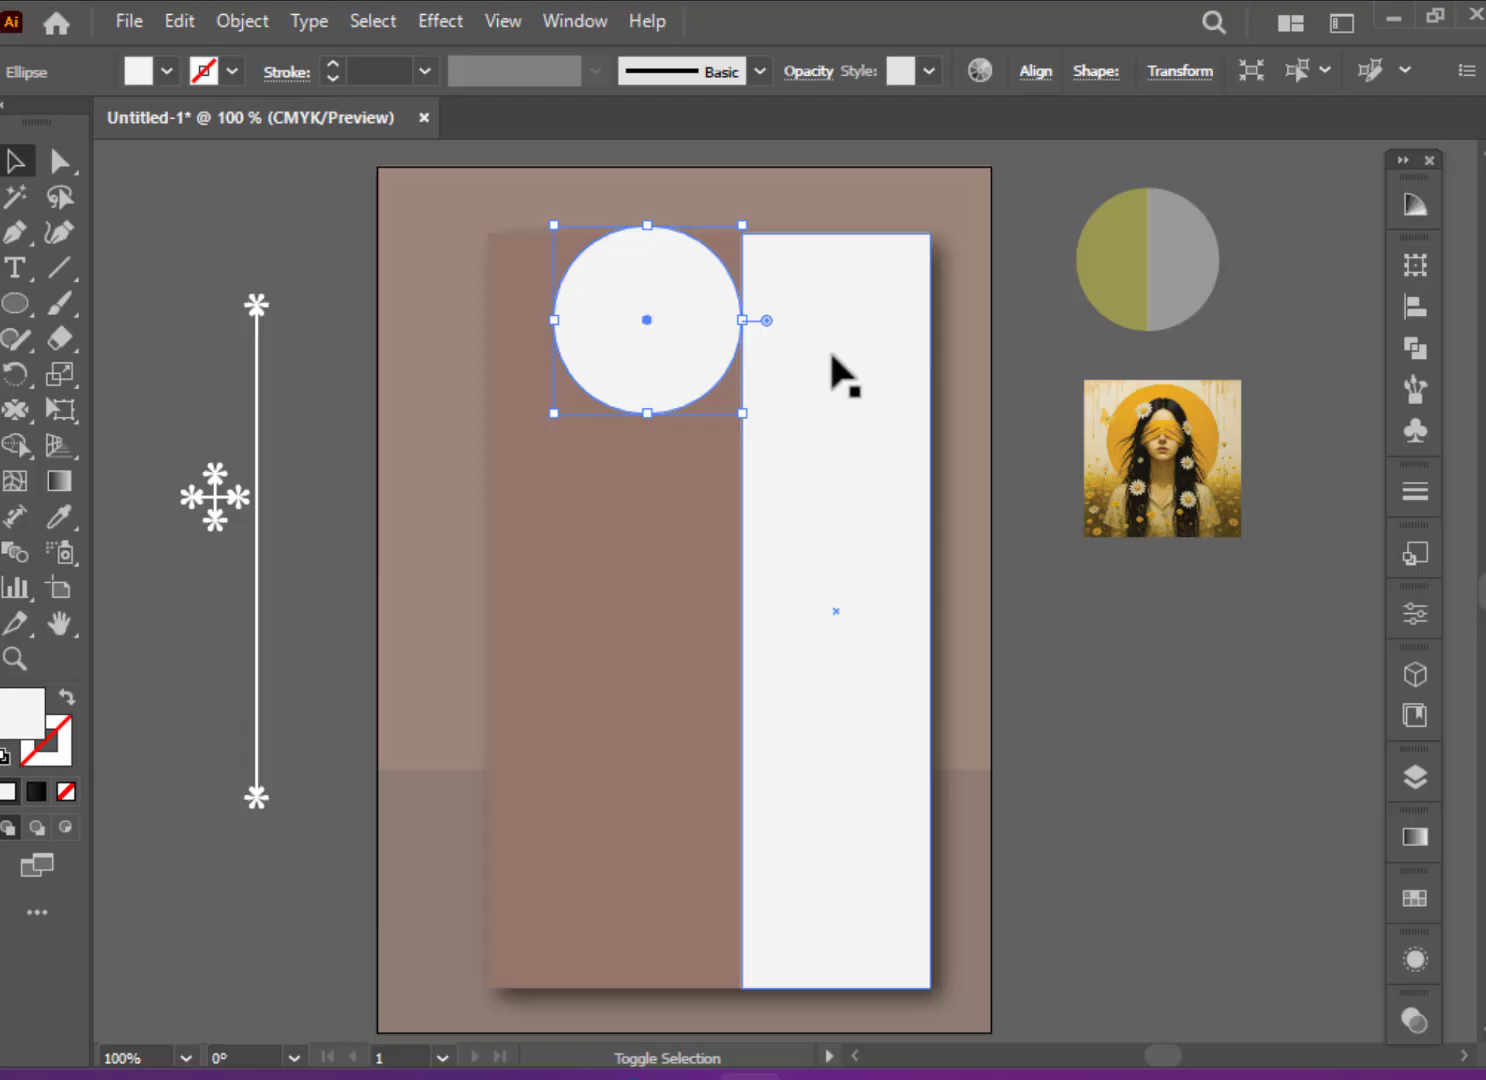 Ai File Edit Object Type Select Effect View Window Help
Ellipse Stroke: Basic Opacity Style: Align Shape: Transform
Untitled-1* @ 100 % (CMYK/Preview) ×
100% 0° 1 Toggle Selection